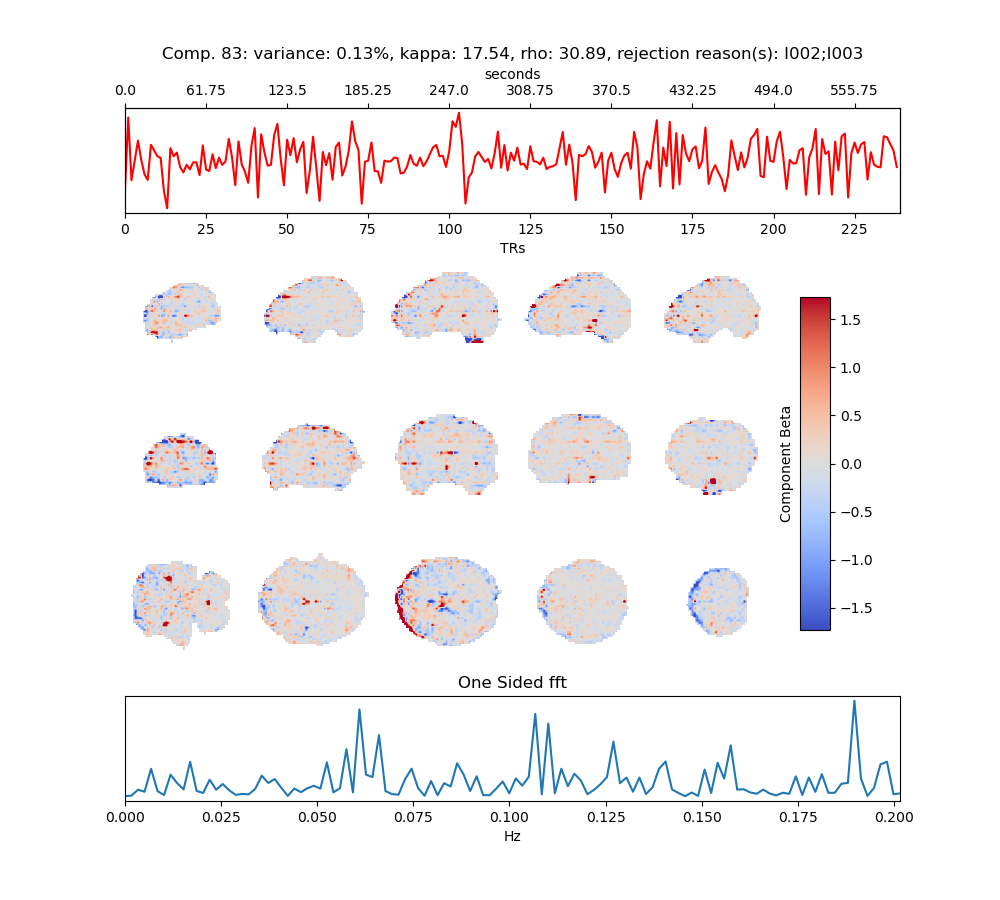 Comp. 83: variance: 0.13%, kappa: 17.54, rho: 30.89, rejection reason(s): I002;I003
seconds
0.0 61.75 123.5 185.25 247.0 308.75 370.5 432.25 494.0 555.75
0 25 50 75 100 125 150 175 200 225
TRs
Component Beta
1.5
1.0
0.5
0.0
−0.5
−1.0
−1.5
One Sided fft
0.000 0.025 0.050 0.075 0.100 0.125 0.150 0.175 0.200
Hz